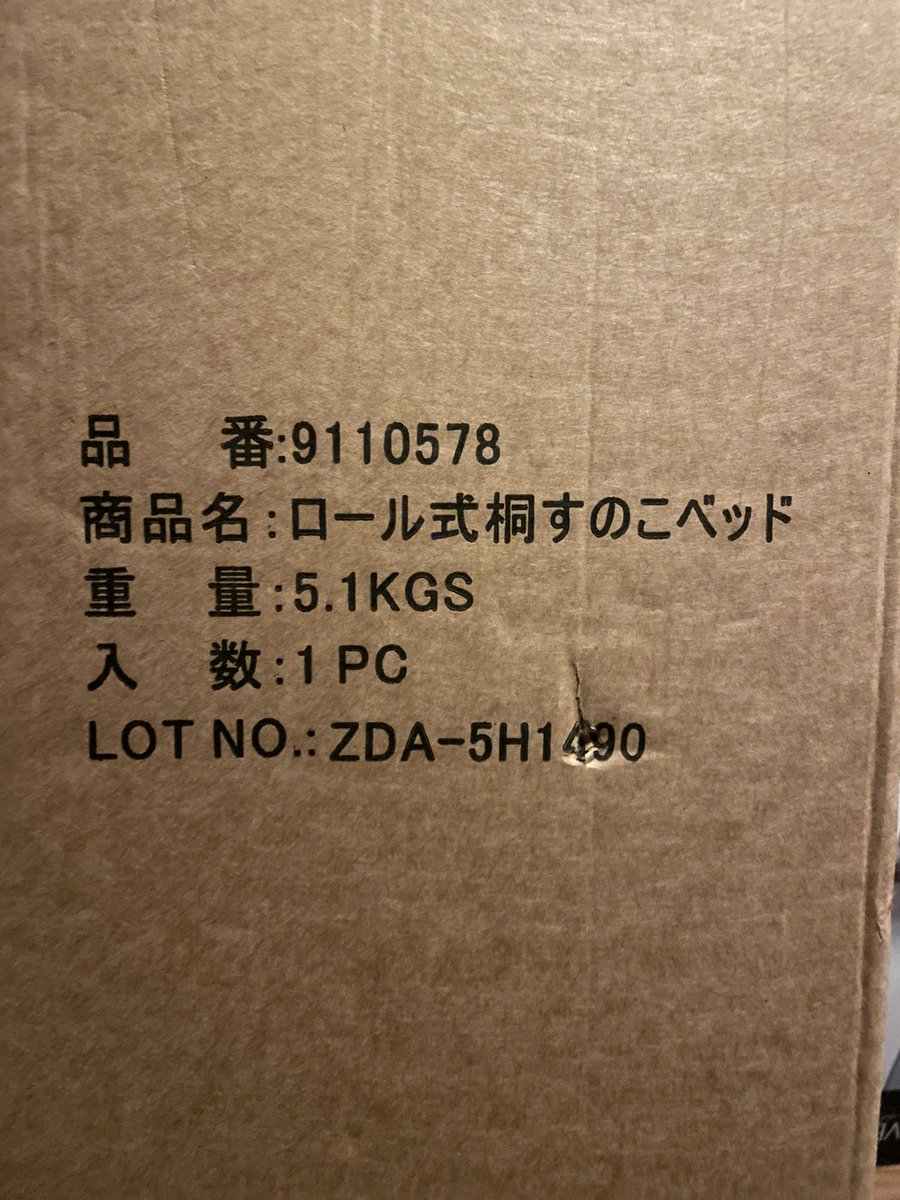 品　番:9110578
商品名:ロール式桐すのこベッド
重　量:5.1KGS
入　数:1 PC
LOT NO.: ZDA-5H1490